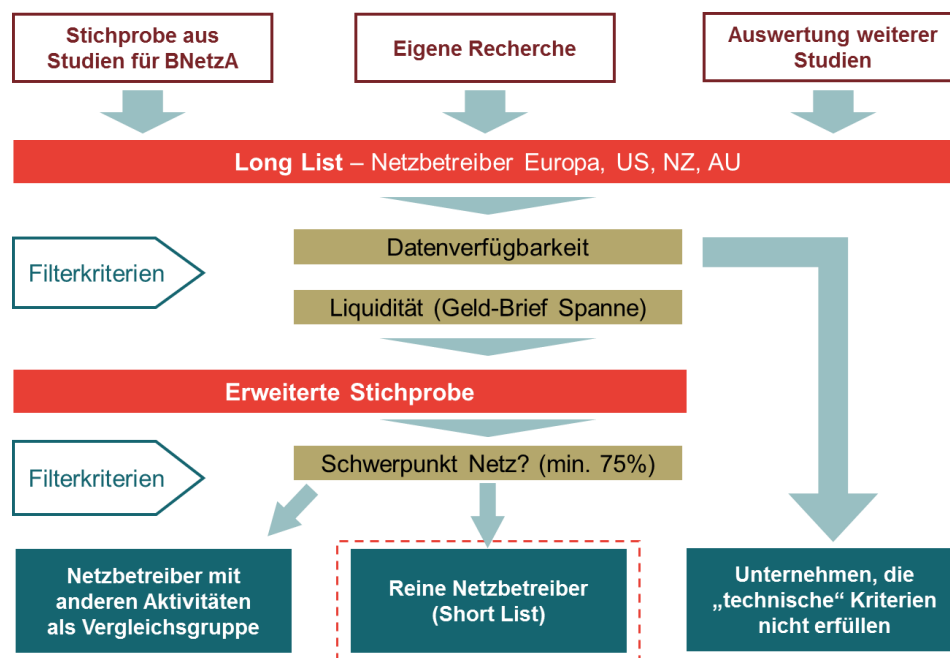 Stichprobe aus
Studien für BNetzA
Eigene Recherche
Auswertung weiterer
Studien
Long List – Netzbetreiber Europa, US, NZ, AU
Filterkriterien
Datenverfügbarkeit
Liquidität (Geld-Brief Spanne)
Erweiterte Stichprobe
Filterkriterien
Schwerpunkt Netz? (min. 75%)
Netzbetreiber mit
anderen Aktivitäten
als Vergleichsgruppe
Reine Netzbetreiber
(Short List)
Unternehmen, die
„technische“ Kriterien
nicht erfüllen